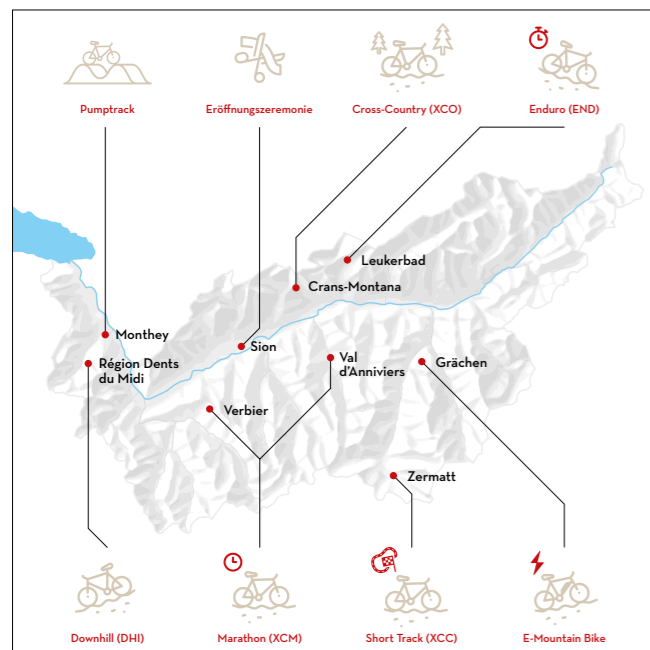 Pumptrack
Eröffnungszeremonie
Cross-Country (XCO)
Enduro (END)
Leukerbad
Crans-Montana
Monthey
Sion
Région Dents
du Midi
Val
d'Anniviers
Grächen
Verbier
Zermatt
Downhill (DHI)
Marathon (XCM)
Short Track (XCC)
E-Mountain Bike